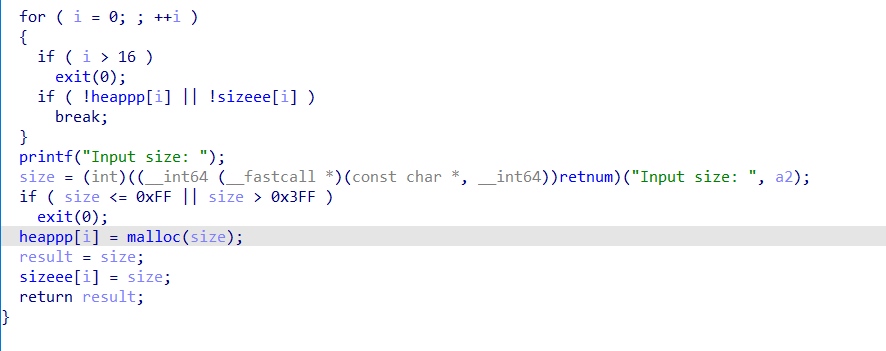 for ( i = 0; ; ++i )
{
if ( i > 16 )
exit(0);
if ( !heappp[i] || !sizeee[i] )
break;
}
printf("Input size: ");
size = (int)((__int64 (__fastcall *)(const char *, __int64))retnum)("Input size: ", a2);
if ( size <= 0xFF || size > 0x3FF )
exit(0);
heappp[i] = malloc(size);
result = size;
sizeee[i] = size;
return result;
}